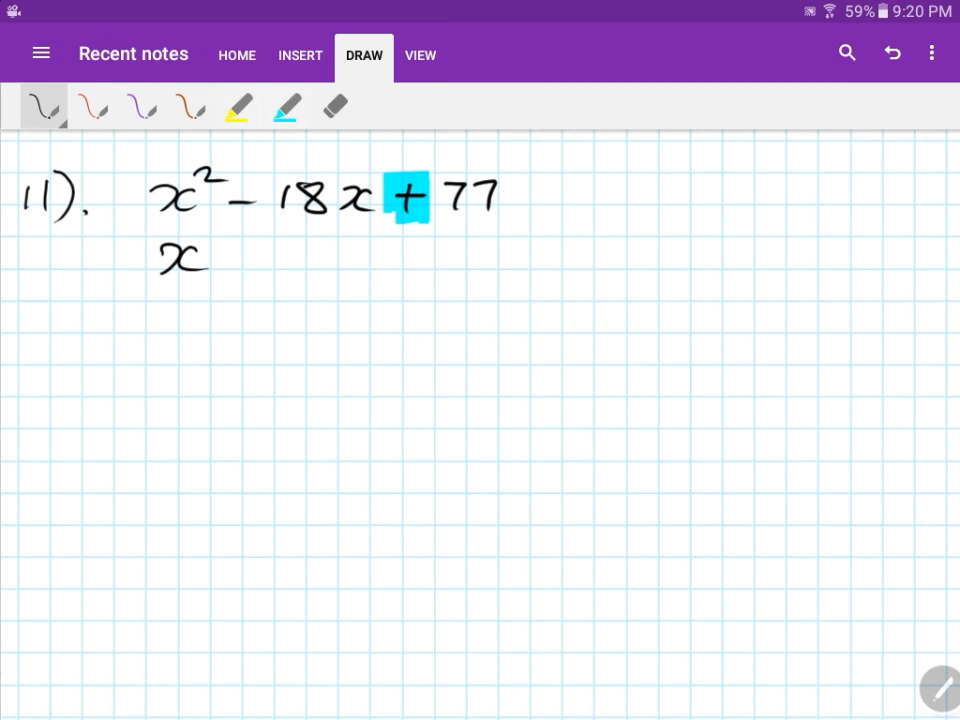 59% 9:20 PM
Recent notes HOME INSERT DRAW VIEW
11). x² - 18x + 77
x